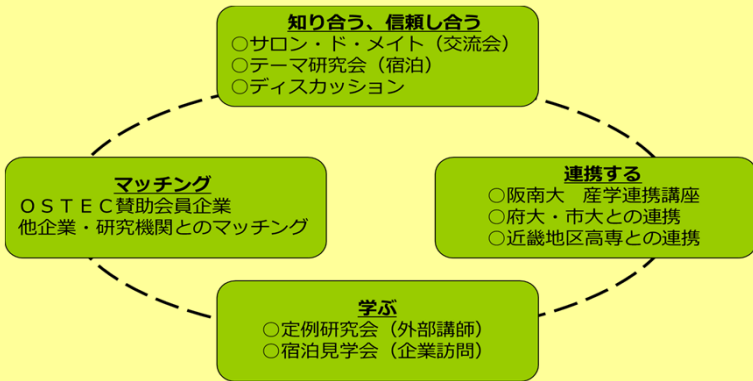 知り合う、信頼し合う
○サロン・ド・メイト（交流会）
○テーマ研究会（宿泊）
○ディスカッション
マッチング
ＯＳＴＥＣ賛助会員企業
他企業・研究機関とのマッチング
連携する
○阪南大　産学連携講座
○府大・市大との連携
○近畿地区高専との連携
学ぶ
○定例研究会（外部講師）
○宿泊見学会（企業訪問）